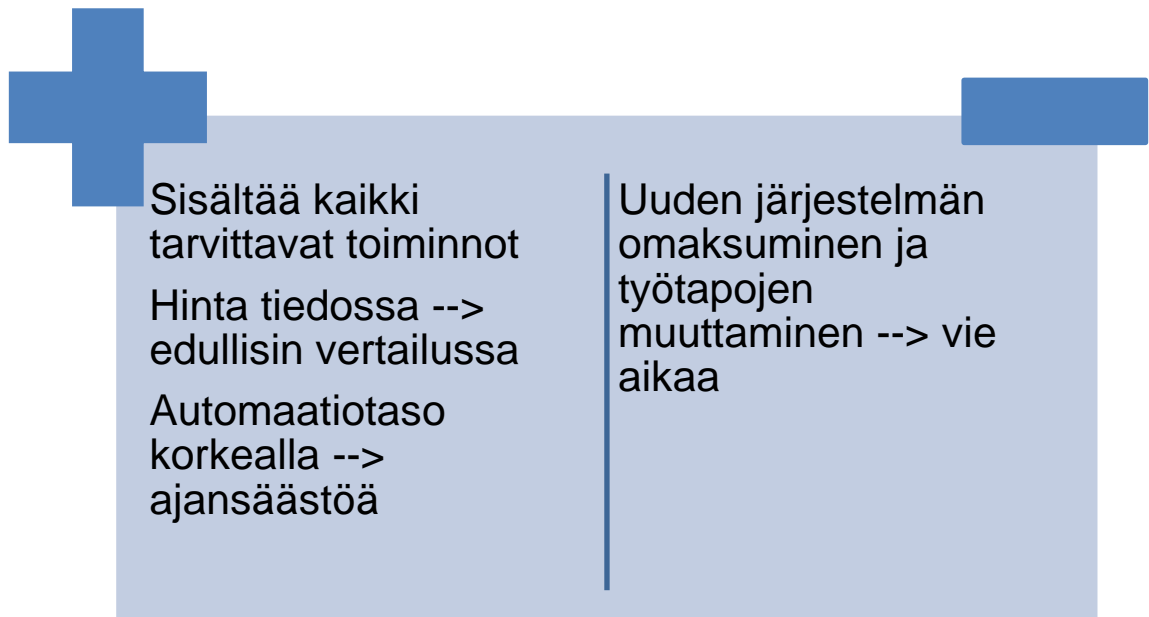 Sisältää kaikki
tarvittavat toiminnot
Hinta tiedossa -->
edullisin vertailussa
Automaatiotaso
korkealla -->
ajansäästöä
Uuden järjestelmän
omaksuminen ja
työtapojen
muuttaminen --> vie
aikaa